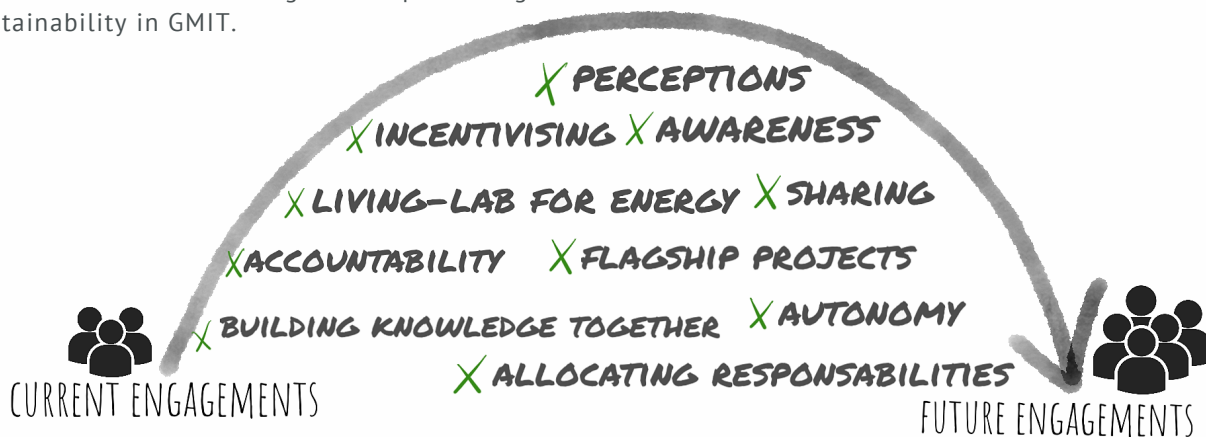 tainability in GMIT.
X PERCEPTIONS
X INCENTIVISING X AWARENESS
X LIVING-LAB FOR ENERGY X SHARING
X ACCOUNTABILITY X FLAGSHIP PROJECTS
X BUILDING KNOWLEDGE TOGETHER X AUTONOMY
X ALLOCATING RESPONSABILITIES
CURRENT ENGAGEMENTS
FUTURE ENGAGEMENTS